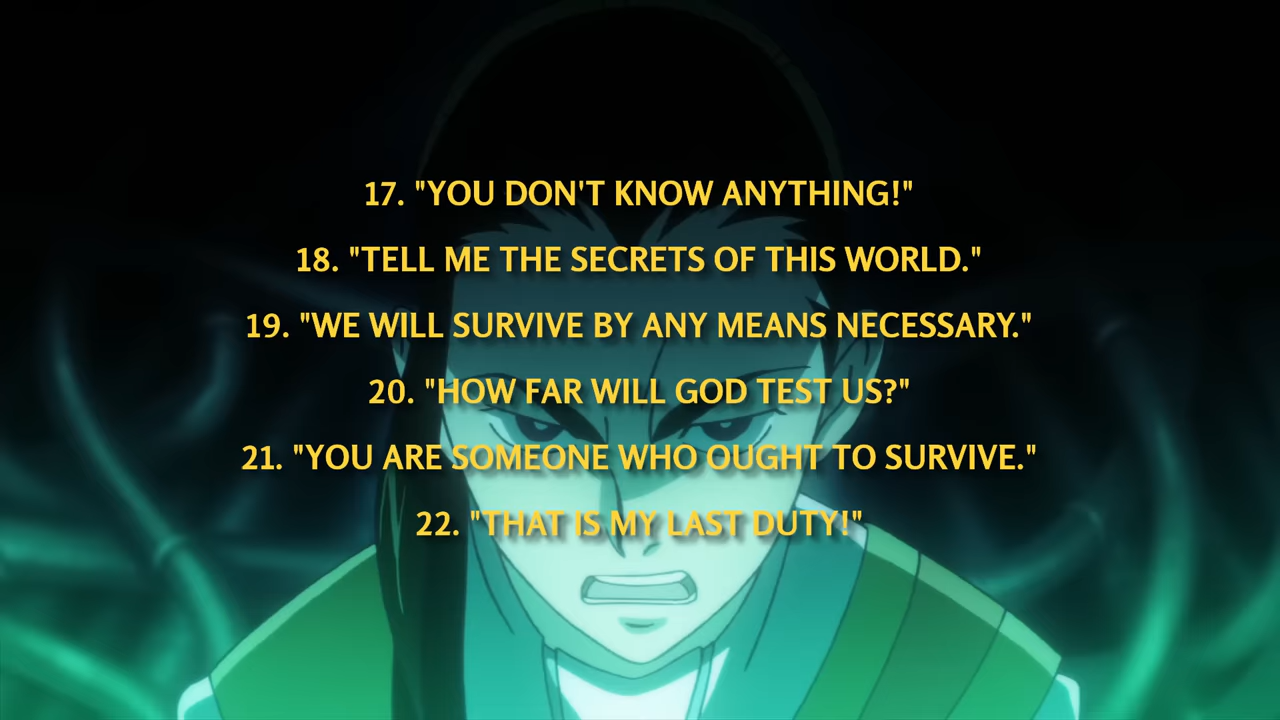 17. "YOU DON'T KNOW ANYTHING!"
18. "TELL ME THE SECRETS OF THIS WORLD."
19. "WE WILL SURVIVE BY ANY MEANS NECESSARY."
20. "HOW FAR WILL GOD TEST US?"
21. "YOU ARE SOMEONE WHO OUGHT TO SURVIVE."
22. "THAT IS MY LAST DUTY!"